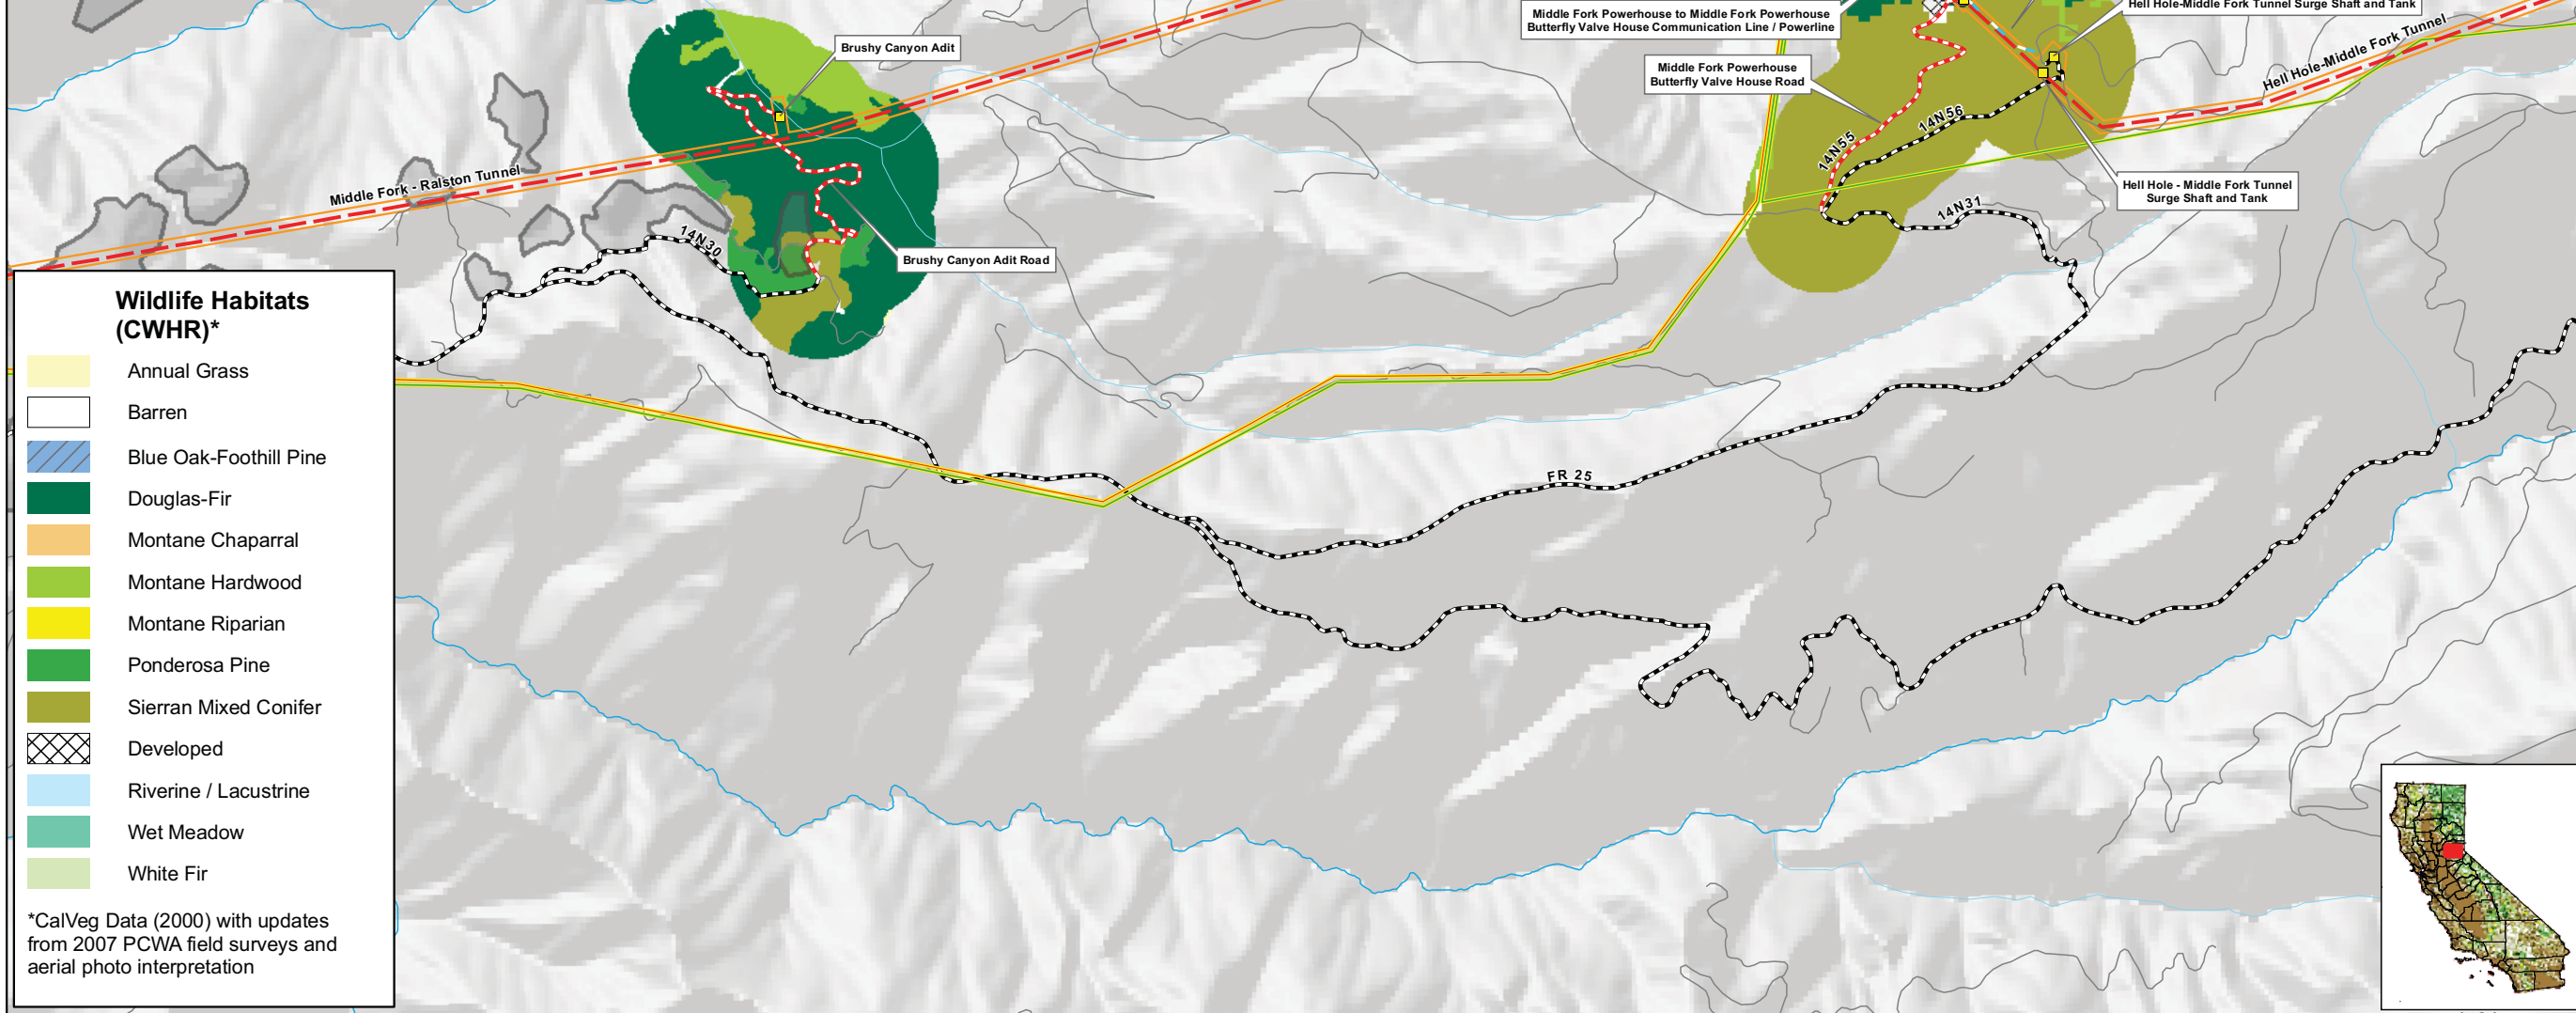 Middle Fork Powerhouse to Middle Fork Powerhouse
Butterfly Valve House Communication Line / Powerline
Hell Hole-Middle Fork Tunnel Surge Shaft and Tank
Brushy Canyon Adit
Middle Fork Powerhouse
Butterfly Valve House Road
Hell Hole-Middle Fork Tunnel
14N56
14N55
Middle Fork - Ralston Tunnel
Hell Hole - Middle Fork Tunnel
Surge Shaft and Tank
14N31
14N30
Brushy Canyon Adit Road
FR 25
Wildlife Habitats
(CWHR)*
Annual Grass
Barren
Blue Oak-Foothill Pine
Douglas-Fir
Montane Chaparral
Montane Hardwood
Montane Riparian
Ponderosa Pine
Sierran Mixed Conifer
Developed
Riverine / Lacustrine
Wet Meadow
White Fir
*CalVeg Data (2000) with updates
from 2007 PCWA field surveys and
aerial photo interpretation